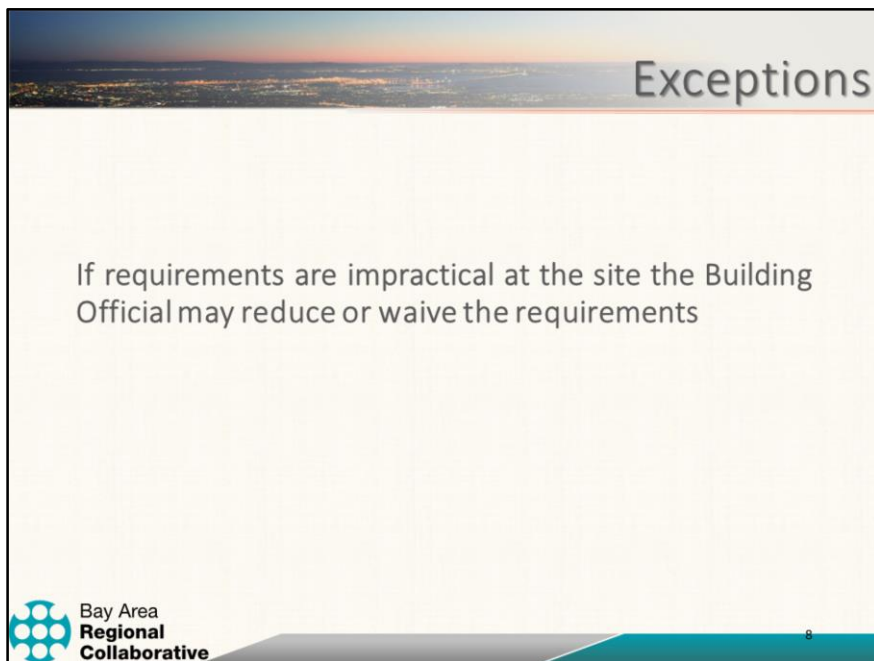 Exceptions
If requirements are impractical at the site the Building
Official may reduce or waive the requirements
Bay Area
Regional
Collaborative
8